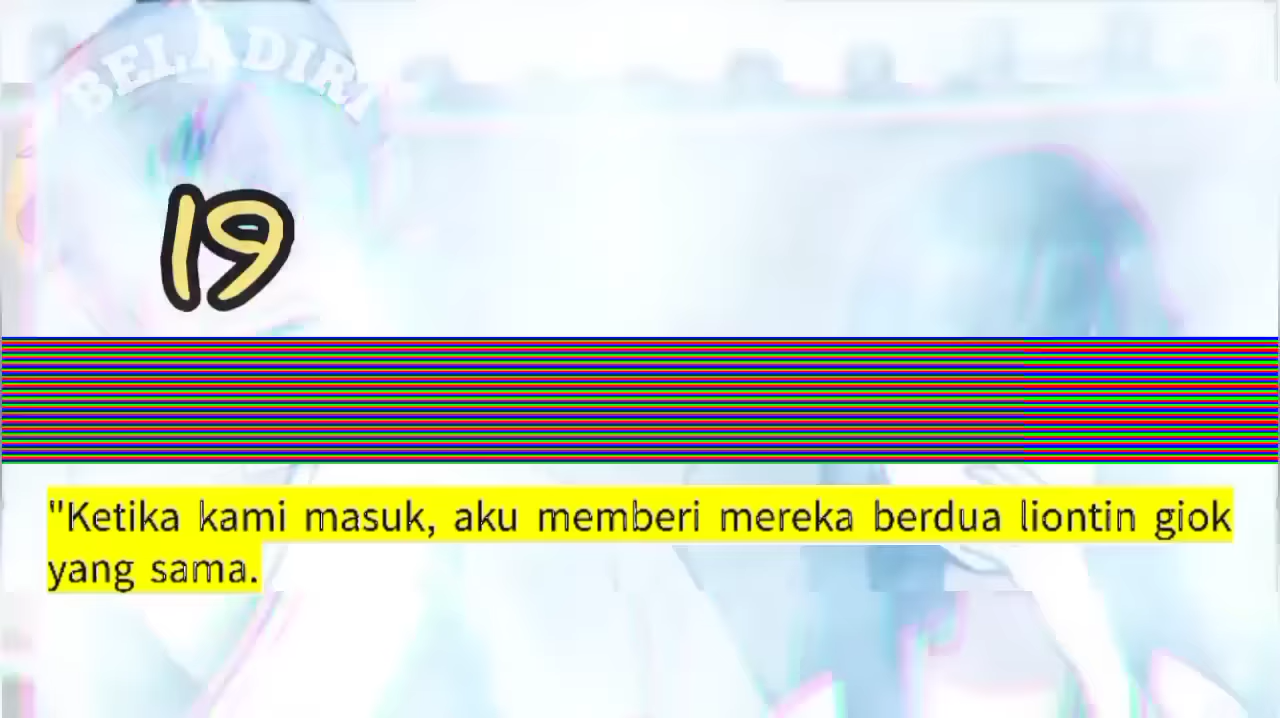 BELADIRI
19
"Ketika kami masuk, aku memberi mereka berdua liontin giok
yang sama.